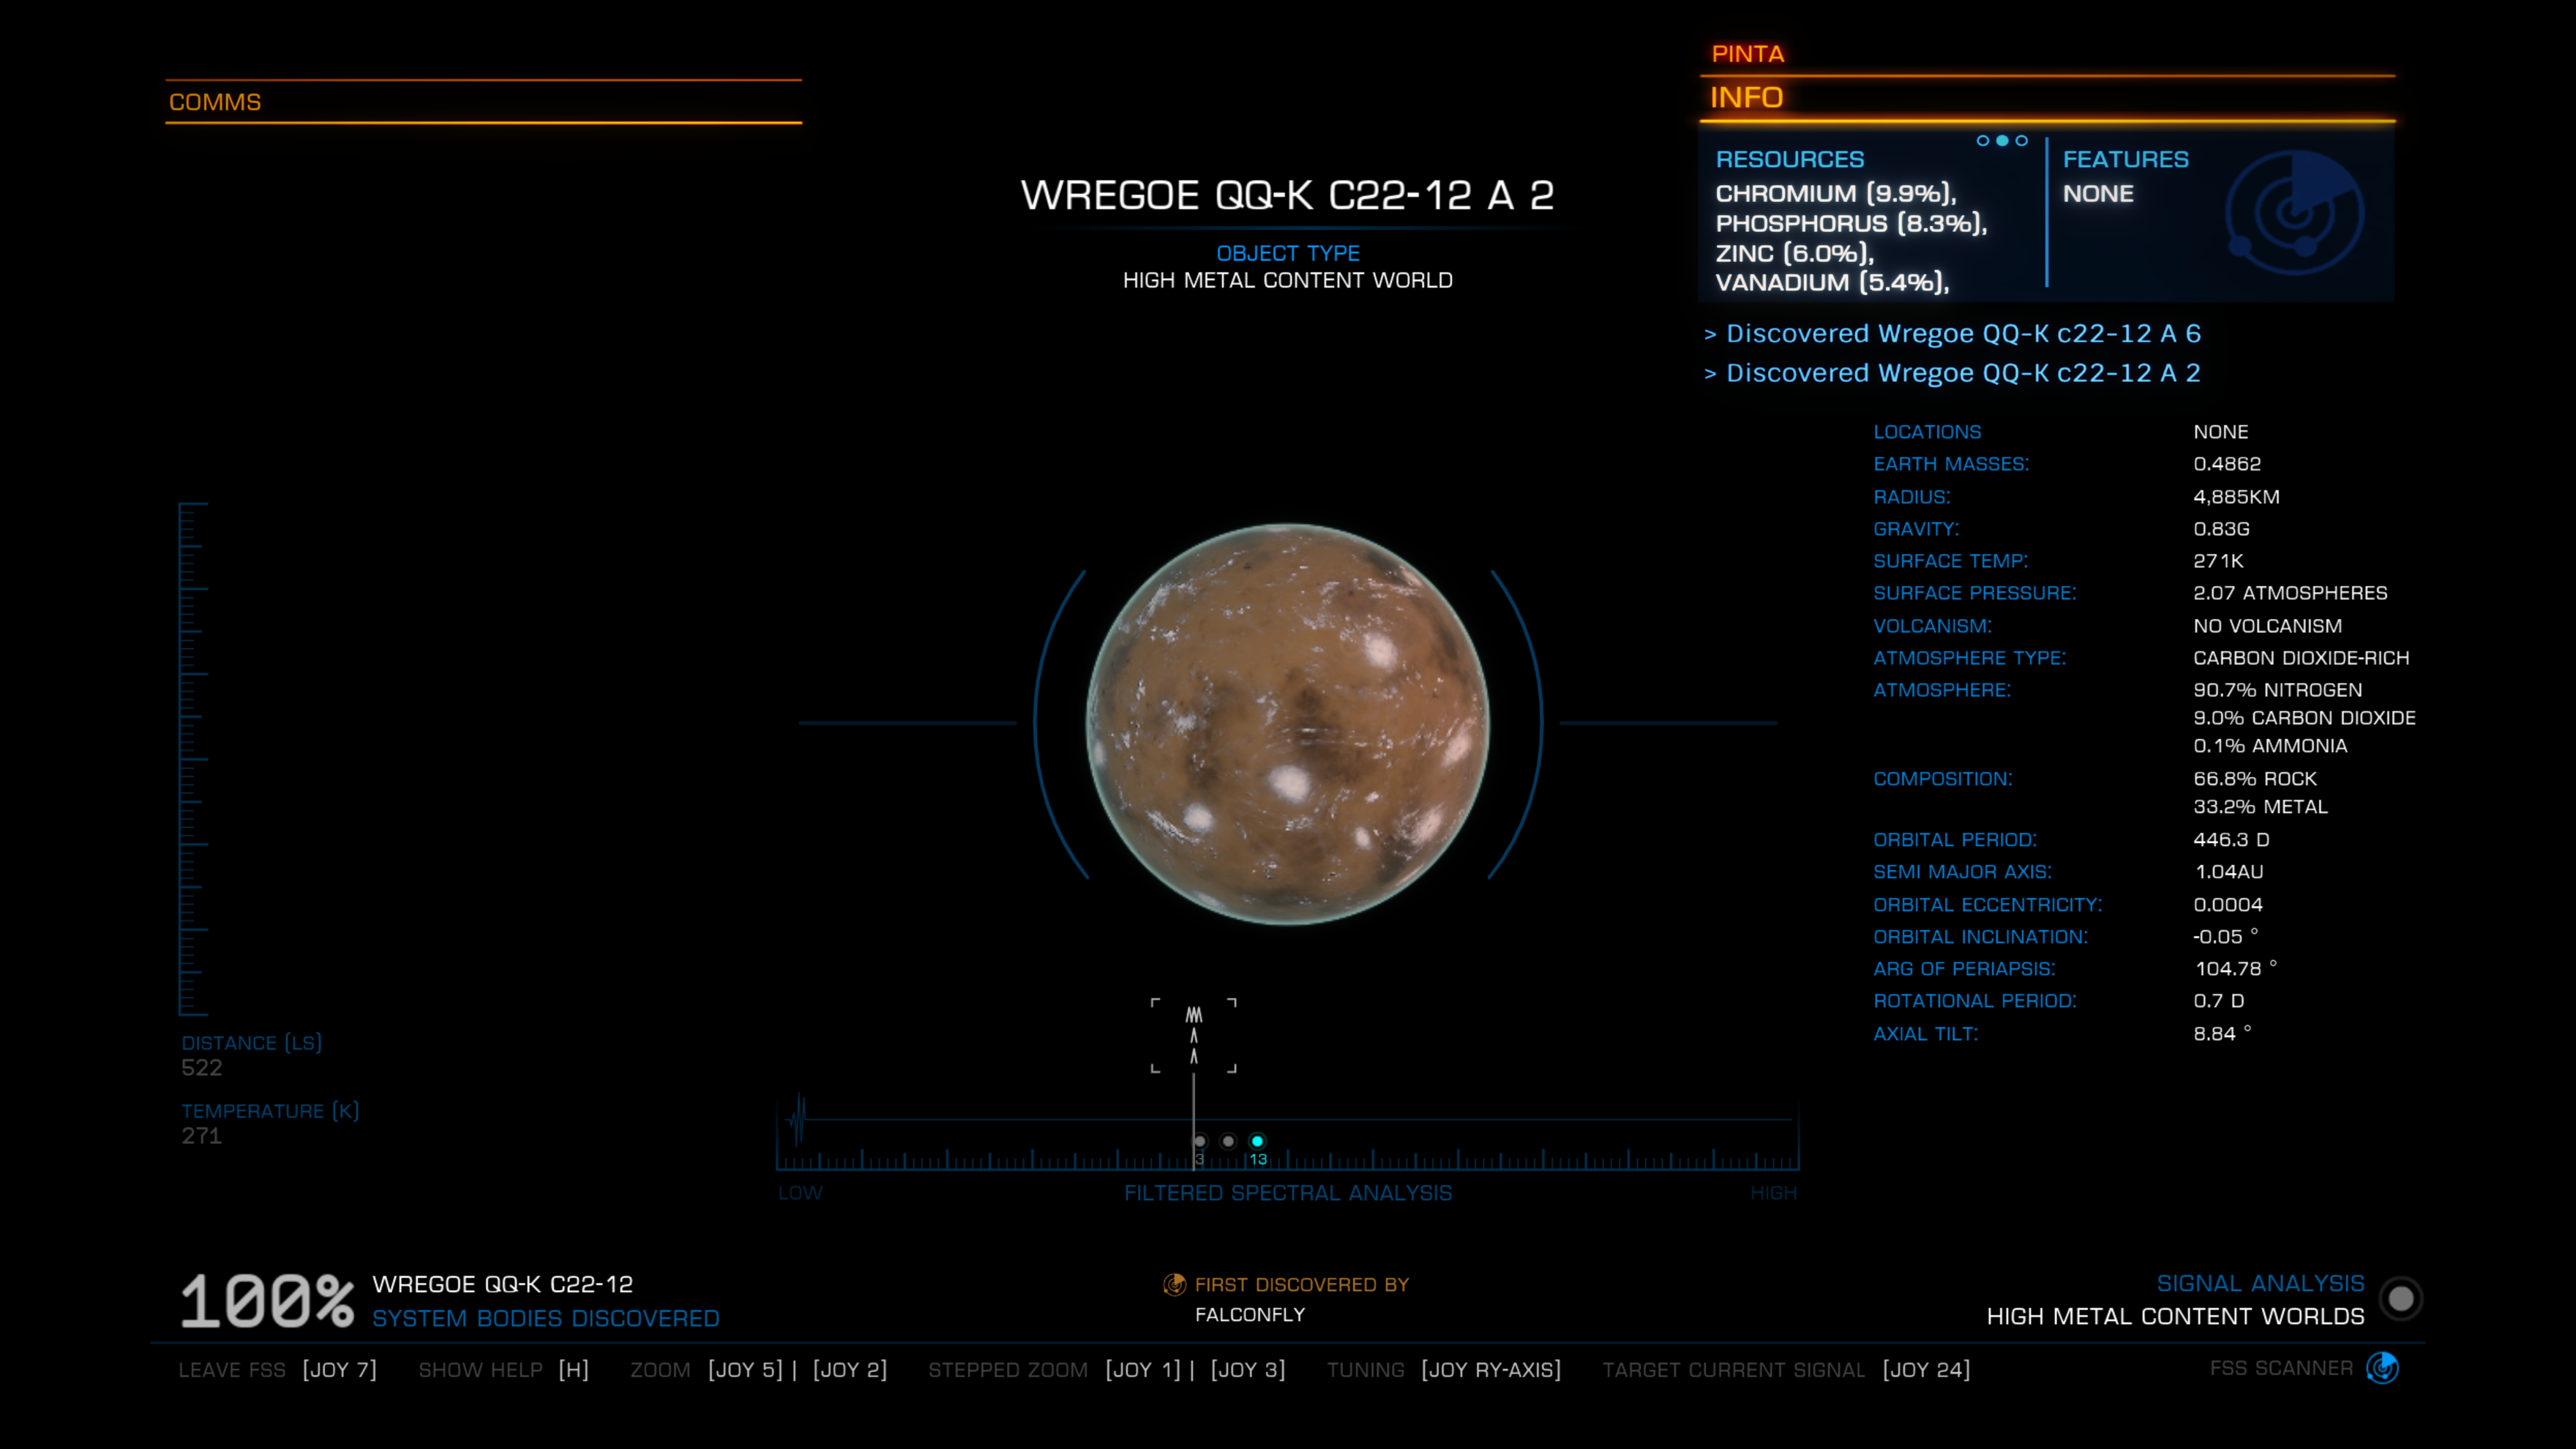 PINTA
COMMS
INFO
RESOURCES
CHROMIUM (9.9%),
PHOSPHORUS (8.3%),
ZINC (6.0%),
VANADIUM (5.4%),
FEATURES
NONE
WREGOE QQ-K C22-12 A 2
OBJECT TYPE
HIGH METAL CONTENT WORLD
> Discovered Wregoe QQ-K c22-12 A 6
> Discovered Wregoe QQ-K c22-12 A 2
LOCATIONS NONE
EARTH MASSES: 0.4862
RADIUS: 4,885KM
GRAVITY: 0.83G
SURFACE TEMP: 271K
SURFACE PRESSURE: 2.07 ATMOSPHERES
VOLCANISM: NO VOLCANISM
ATMOSPHERE TYPE: CARBON DIOXIDE-RICH
ATMOSPHERE: 90.7% NITROGEN
9.0% CARBON DIOXIDE
0.1% AMMONIA
COMPOSITION: 66.8% ROCK
33.2% METAL
ORBITAL PERIOD: 446.3 D
SEMI MAJOR AXIS: 1.04AU
ORBITAL ECCENTRICITY: 0.0004
ORBITAL INCLINATION: -0.05 °
ARG OF PERIAPSIS: 104.78 °
ROTATIONAL PERIOD: 0.7 D
AXIAL TILT: 8.84 °
DISTANCE (LS)
522
TEMPERATURE (K)
271
3 13
LOW FILTERED SPECTRAL ANALYSIS HIGH
100% WREGOE QQ-K C22-12
SYSTEM BODIES DISCOVERED
FIRST DISCOVERED BY
FALCONFLY
SIGNAL ANALYSIS
HIGH METAL CONTENT WORLDS
LEAVE FSS [JOY 7] SHOW HELP [H] ZOOM [JOY 5] | [JOY 2] STEPPED ZOOM [JOY 1] | [JOY 3] TUNING [JOY RY-AXIS] TARGET CURRENT SIGNAL [JOY 24] FSS SCANNER